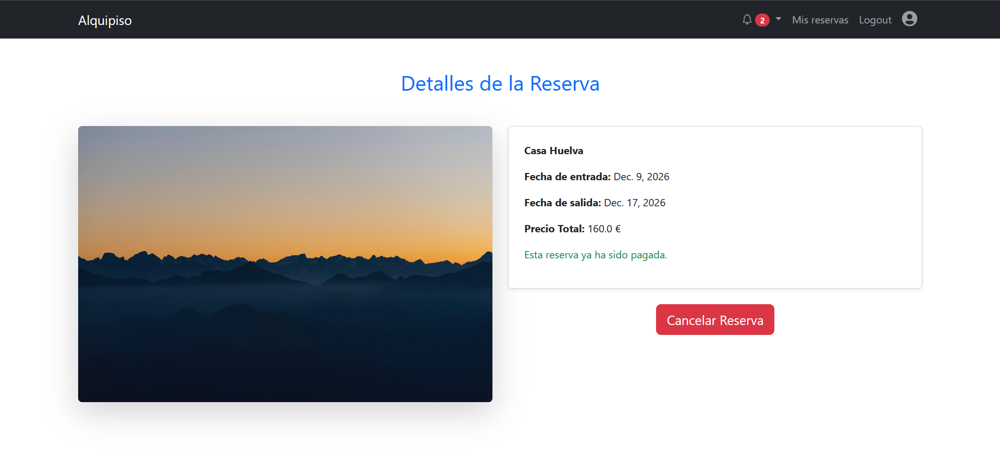 Alquipiso
2 Mis reservas Logout
Detalles de la Reserva
Casa Huelva
Fecha de entrada: Dec. 9, 2026
Fecha de salida: Dec. 17, 2026
Precio Total: 160.0 €
Esta reserva ya ha sido pagada.
Cancelar Reserva